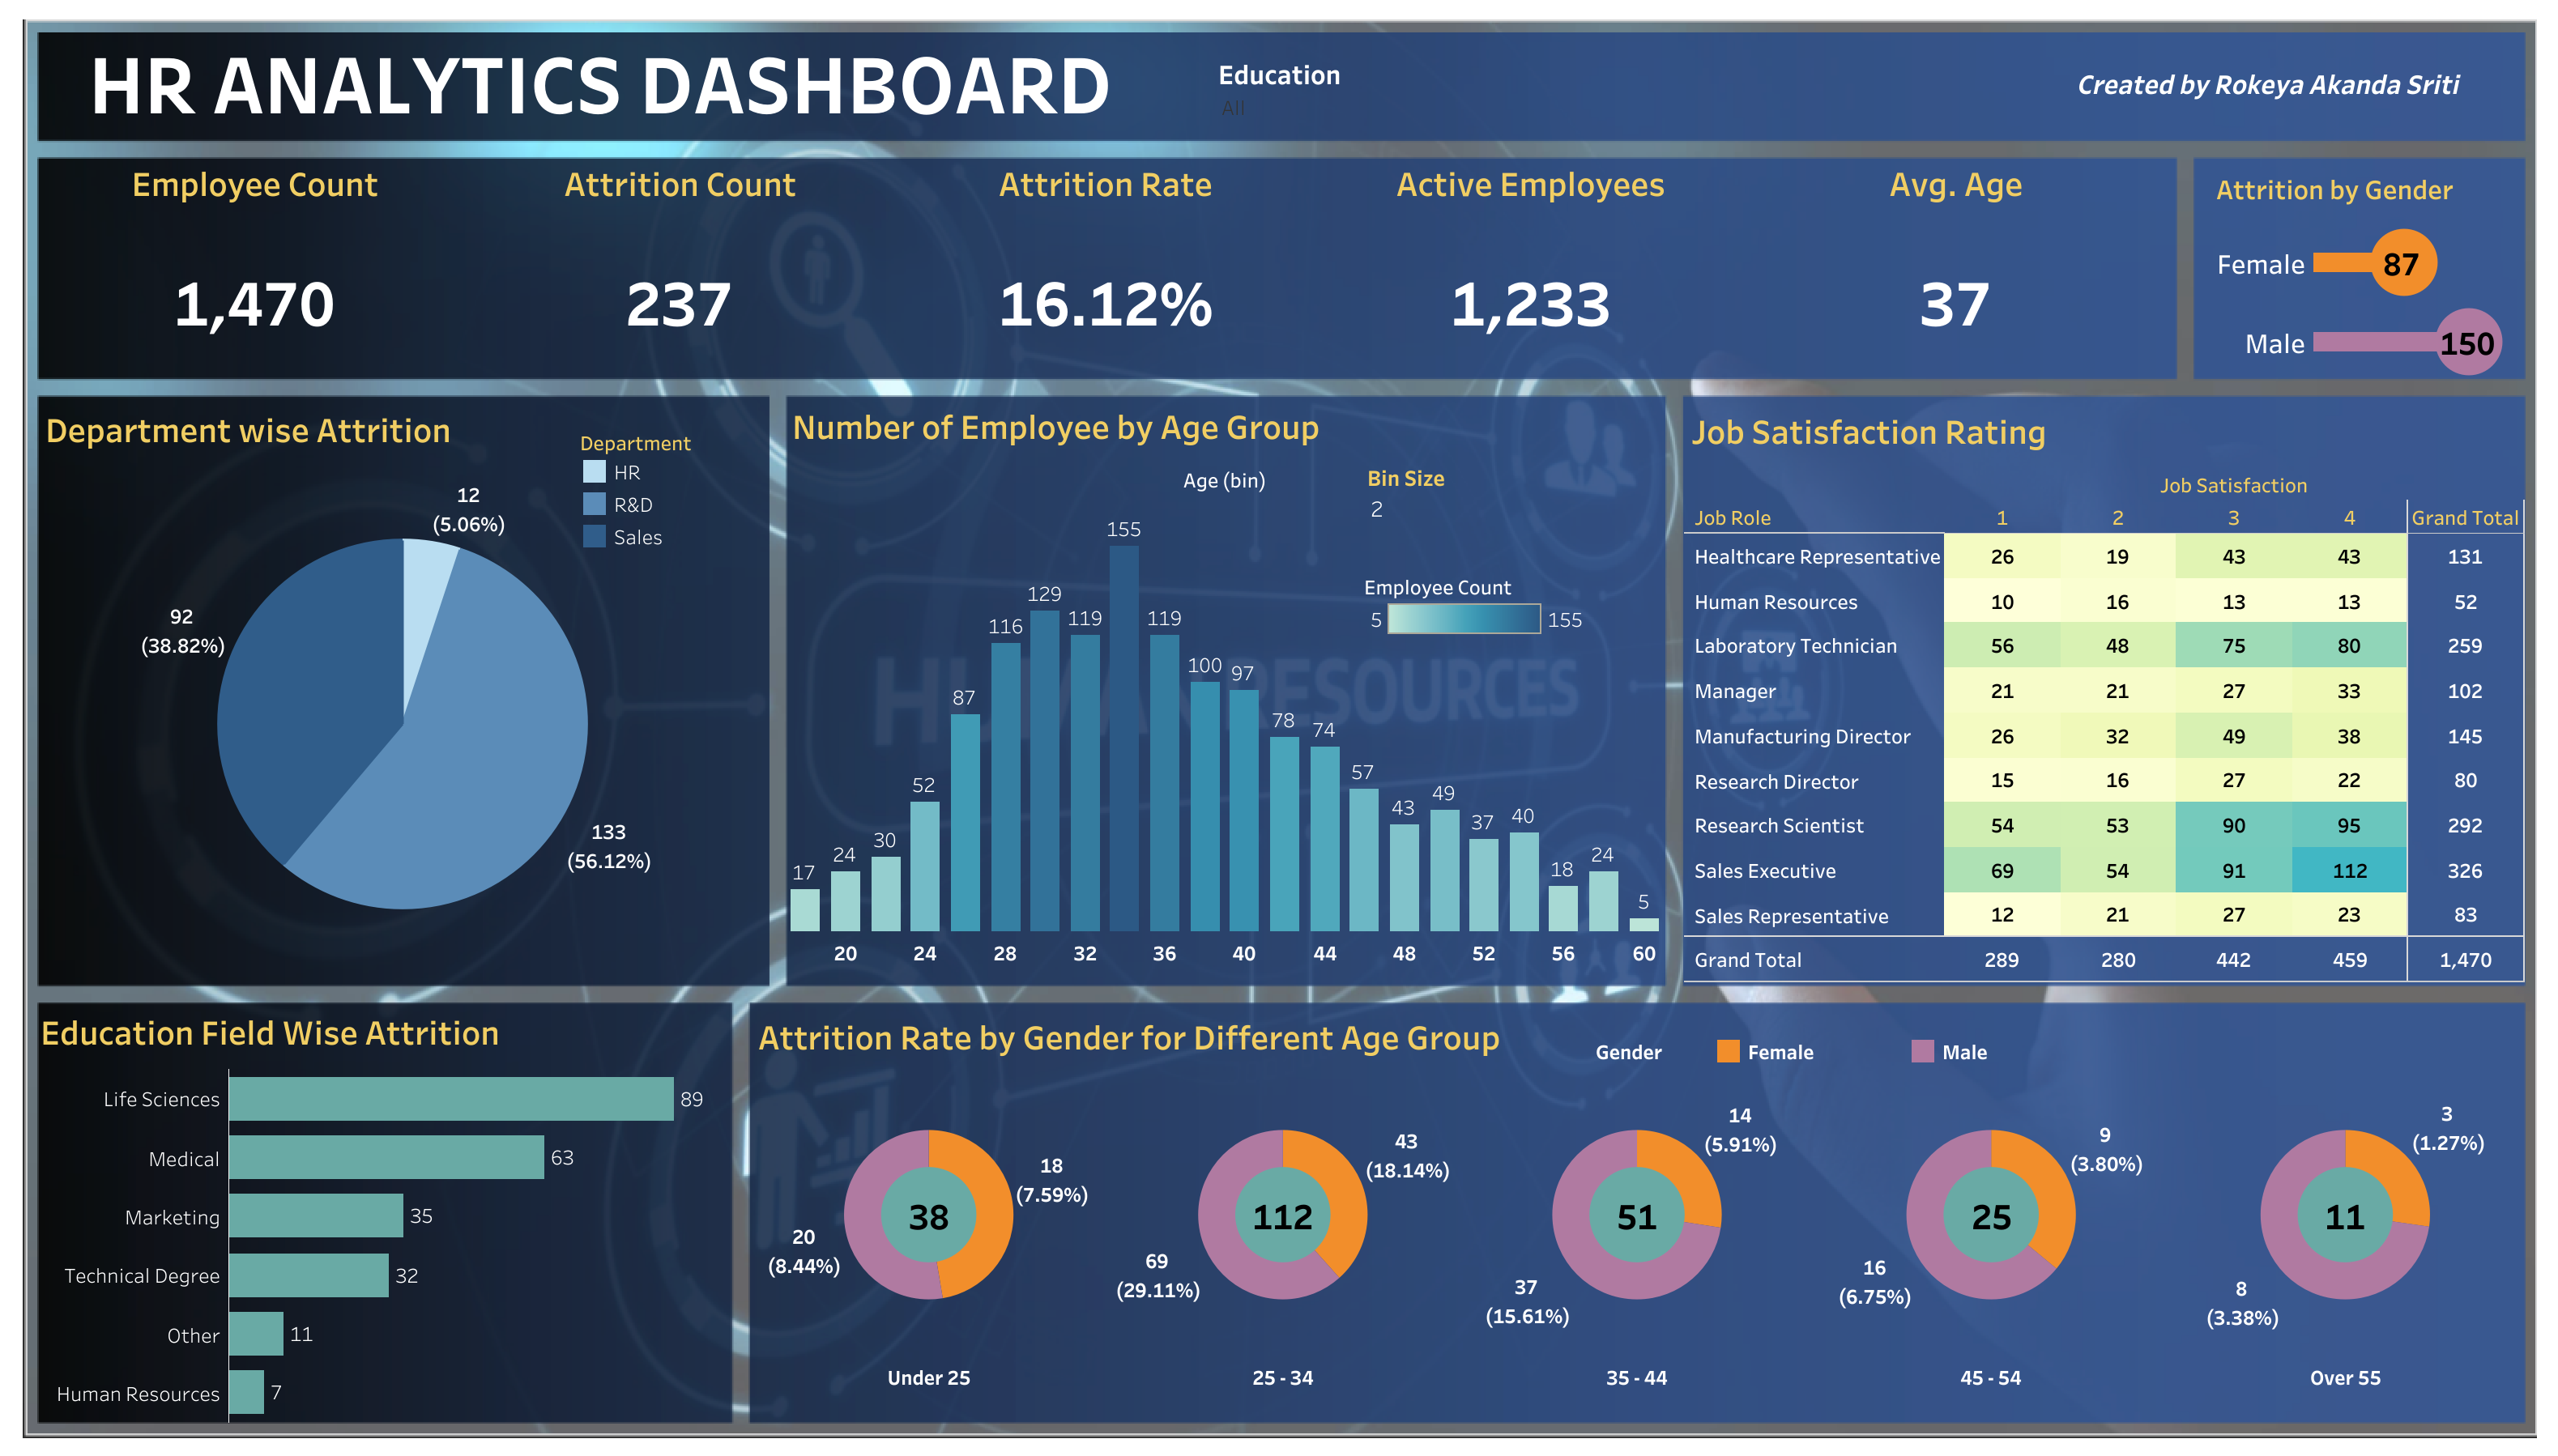 HR ANALYTICS DASHBOARD
Education
All
Created by Rokeya Akanda Sriti
Employee Count
Attrition Count
Attrition Rate
Active Employees
Avg. Age
1,470
237
16.12%
1,233
37
Attrition by Gender
Female 87
Male 150
Department wise Attrition
Department
HR
R&D
Sales
12
(5.06%)
92
(38.82%)
133
(56.12%)
Number of Employee by Age Group
Age (bin)
Bin Size
2
Employee Count
5 155
HUMAN RESOURCES
17 24 30 52 87 116 129 119 155 119 100 97 78 74 57 43 49 37 40 18 24 5
20 24 28 32 36 40 44 48 52 56 60
Job Satisfaction Rating
Job Satisfaction
Job Role 1 2 3 4 Grand Total
Healthcare Representative 26 19 43 43 131
Human Resources 10 16 13 13 52
Laboratory Technician 56 48 75 80 259
Manager 21 21 27 33 102
Manufacturing Director 26 32 49 38 145
Research Director 15 16 27 22 80
Research Scientist 54 53 90 95 292
Sales Executive 69 54 91 112 326
Sales Representative 12 21 27 23 83
Grand Total 289 280 442 459 1,470
Education Field Wise Attrition
Life Sciences 89
Medical 63
Marketing 35
Technical Degree 32
Other 11
Human Resources 7
Attrition Rate by Gender for Different Age Group
Gender Female Male
38
18
(7.59%)
20
(8.44%)
Under 25
112
43
(18.14%)
69
(29.11%)
25 - 34
51
14
(5.91%)
37
(15.61%)
35 - 44
25
9
(3.80%)
16
(6.75%)
45 - 54
11
3
(1.27%)
8
(3.38%)
Over 55